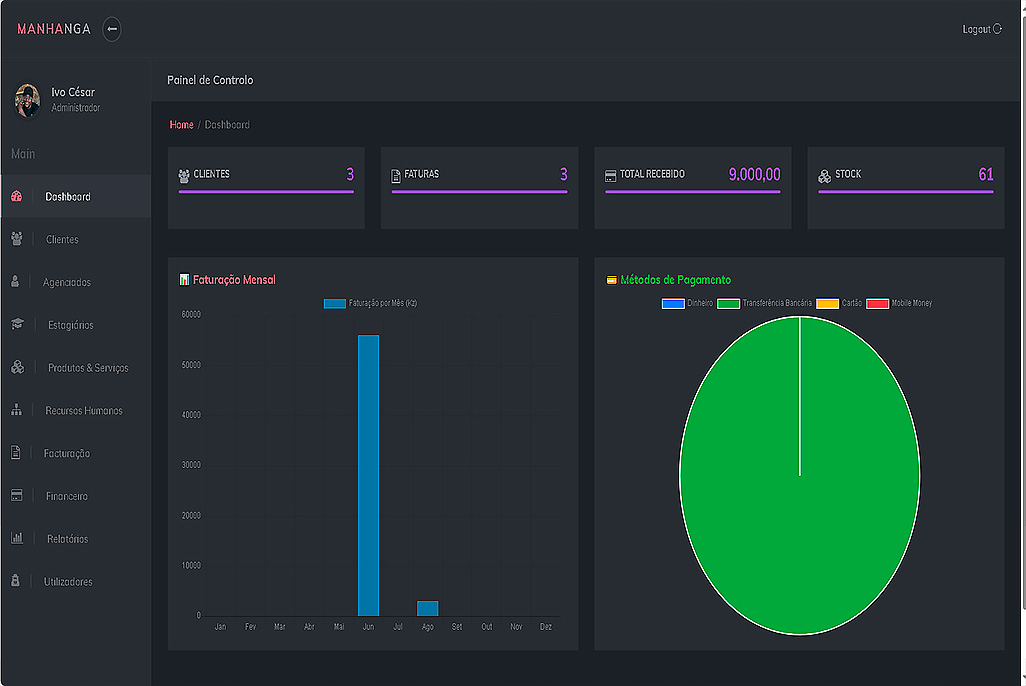 MANHANGA
Logout
Ivo César
Administrador
Main
Dashboard
Clientes
Agenciados
Estagiários
Produtos & Serviços
Recursos Humanos
Facturação
Financeiro
Relatórios
Utilizadores
Painel de Controlo
Home / Dashboard
CLIENTES 3
FATURAS 3
TOTAL RECEBIDO 9.000,00
STOCK 61
Faturação Mensal
Faturação por Mês (Kz)
60000
50000
40000
30000
20000
10000
0
Jan Fev Mar Abr Mai Jun Jul Ago Set Out Nov Dez
Métodos de Pagamento
Dinheiro Transferência Bancária Cartão Mobile Money